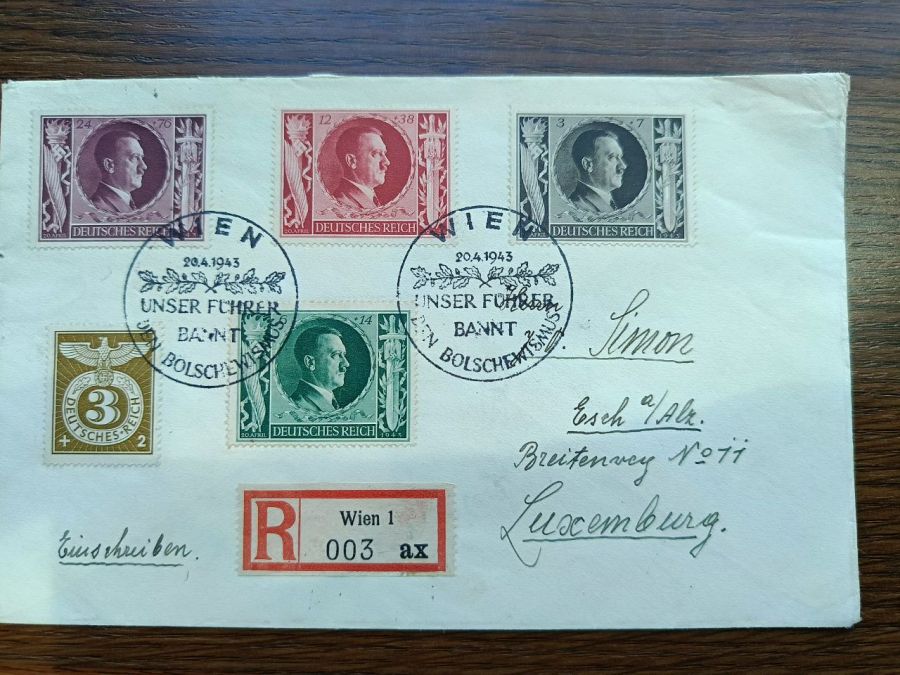 24 + 76
20. APRIL
DEUTSCHES REICH
12 + 38
20. APRIL
DEUTSCHES REICH
3 + 7
20. APRIL
DEUTSCHES REICH
WIEN
20.4.1943
UNSER FÜHRER
BANNT
DEN BOLSCHEWISMUS
WIEN
20.4.1943
UNSER FÜHRER
BANNT
DEN BOLSCHEWISMUS
3
DEUTSCHES·REICH
+ 2
+ 14
20. APRIL
DEUTSCHES REICH
1943
Herrn
Simon
Esch a/Alz.
Breitenweg No 11
Luxemburg.
Einschreiben.
R
Wien 1
003 ax